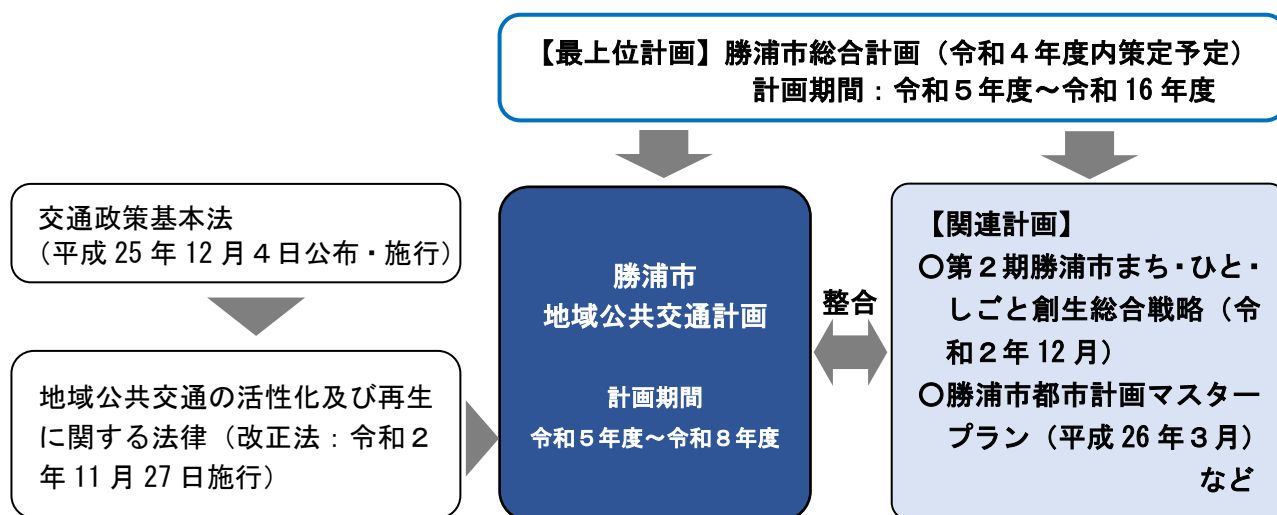 【最上位計画】勝浦市総合計画（令和４年度内策定予定）
計画期間：令和５年度～令和 16 年度
交通政策基本法
（平成 25 年 12 月４日公布・施行）
地域公共交通の活性化及び再生
に関する法律（改正法：令和２
年 11 月 27 日施行）
勝浦市
地域公共交通計画
計画期間
令和５年度～令和８年度
整合
【関連計画】
○第２期勝浦市まち・ひと・
しごと創生総合戦略（令
和２年 12 月）
○勝浦市都市計画マスター
プラン（平成 26 年３月）
など